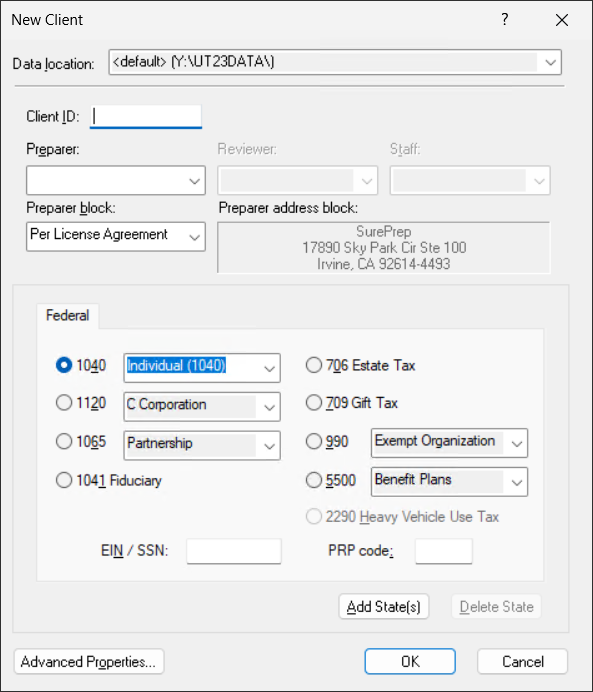 New Client ?
Data location: <default> (Y:\UT23DATA\)
Client ID:
Preparer: Reviewer: Staff:
Preparer block: Preparer address block:
Per License Agreement
SurePrep
17890 Sky Park Cir Ste 100
Irvine, CA 92614-4493
Federal
1040 Individual (1040) 706 Estate Tax
1120 C Corporation 709 Gift Tax
1065 Partnership 990 Exempt Organization
1041 Fiduciary 5500 Benefit Plans
2290 Heavy Vehicle Use Tax
EIN / SSN: PRP code:
Add State(s) Delete State
Advanced Properties... OK Cancel